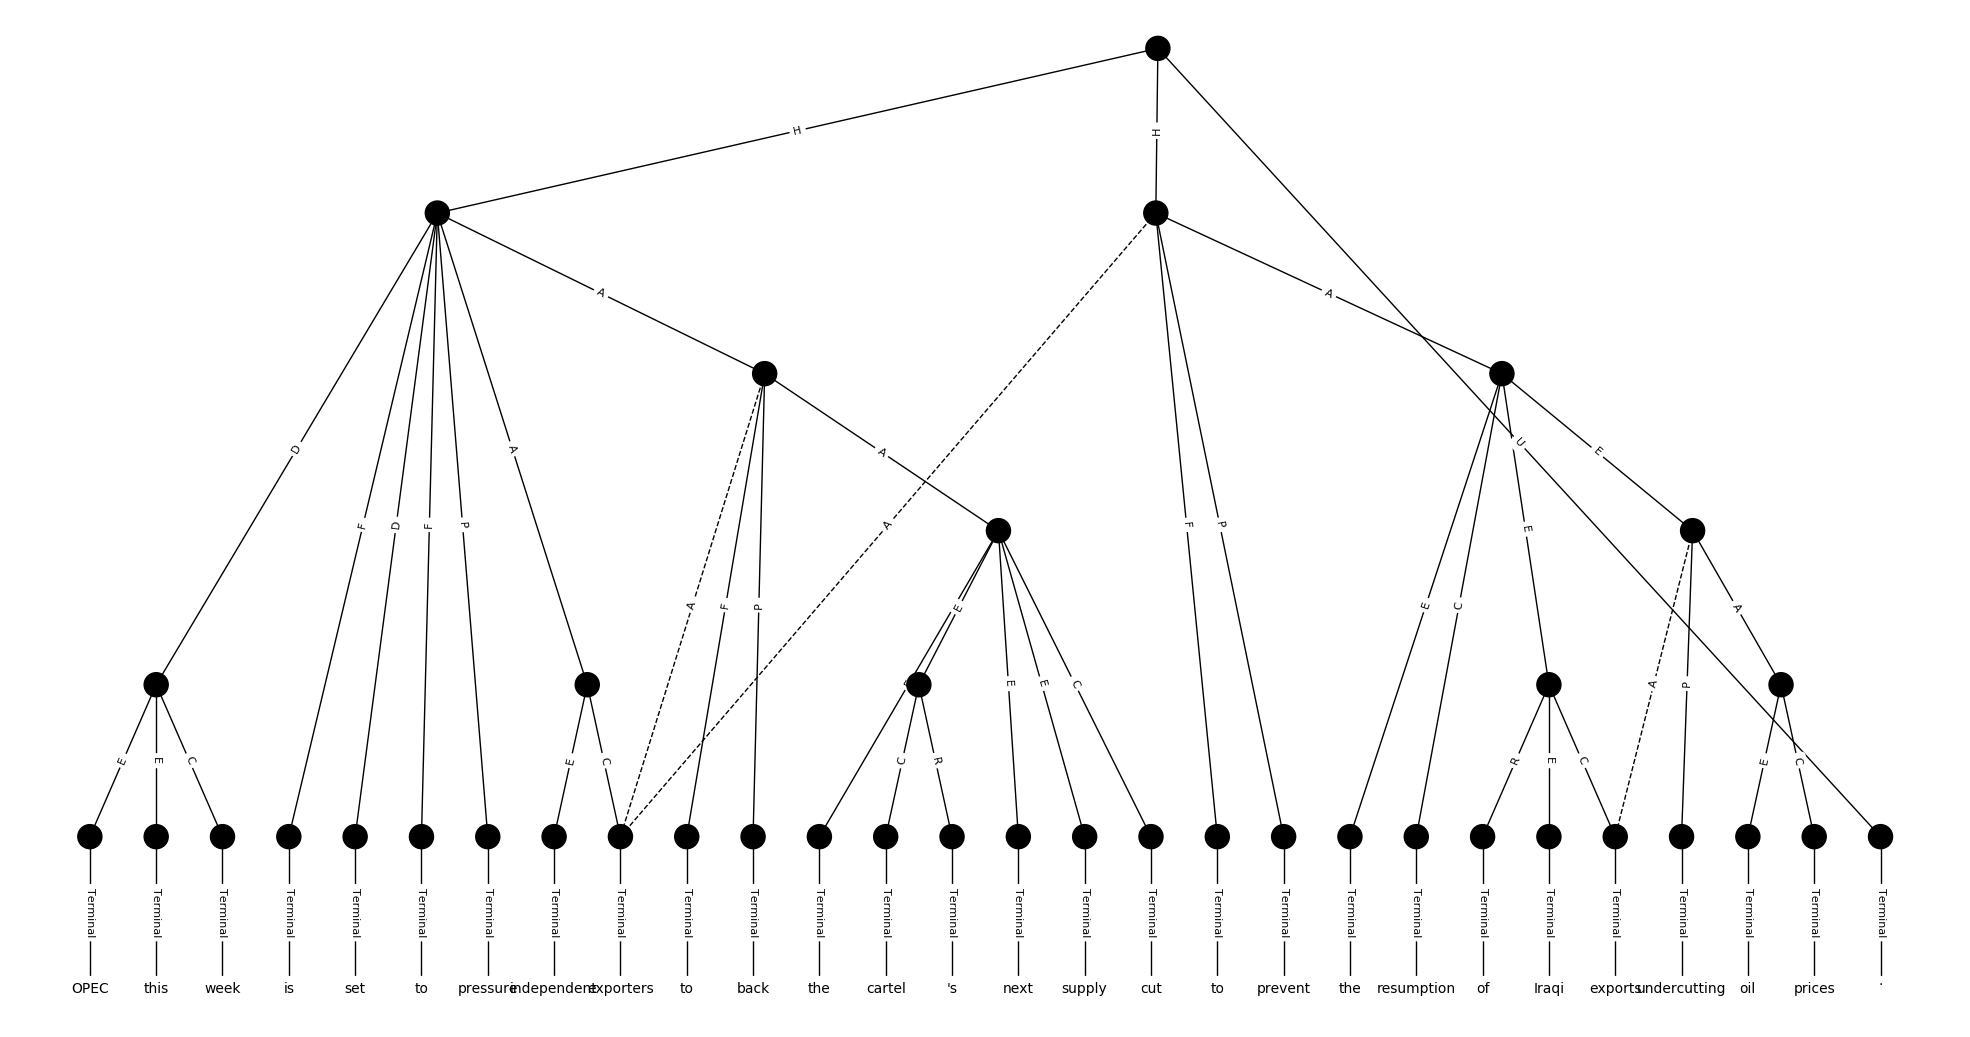 H H
A A
D A A U E
F D F P A F P E
A F P E E C A
E E E C A P
E E C E C C R R E C E C
Terminal Terminal Terminal Terminal Terminal Terminal Terminal Terminal Terminal Terminal Terminal Terminal Terminal Terminal Terminal Terminal Terminal Terminal Terminal Terminal Terminal Terminal Terminal Terminal Terminal Terminal Terminal Terminal
OPEC this week is set to pressure independent exporters to back the cartel 's next supply cut to prevent the resumption of Iraqi exports undercutting oil prices .